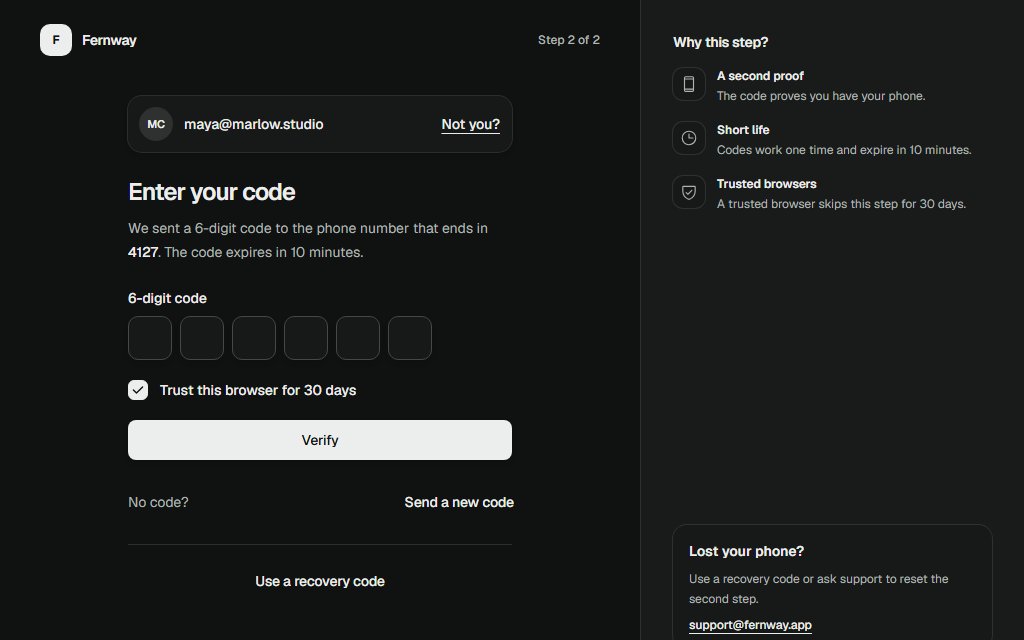 F
Fernway
Step 2 of 2
MC
maya@marlow.studio
Not you?
Enter your code
We sent a 6-digit code to the phone number that ends in
4127. The code expires in 10 minutes.
6-digit code
Trust this browser for 30 days
Verify
No code?
Send a new code
Use a recovery code
Why this step?
A second proof
The code proves you have your phone.
Short life
Codes work one time and expire in 10 minutes.
Trusted browsers
A trusted browser skips this step for 30 days.
Lost your phone?
Use a recovery code or ask support to reset the
second step.
support@fernway.app